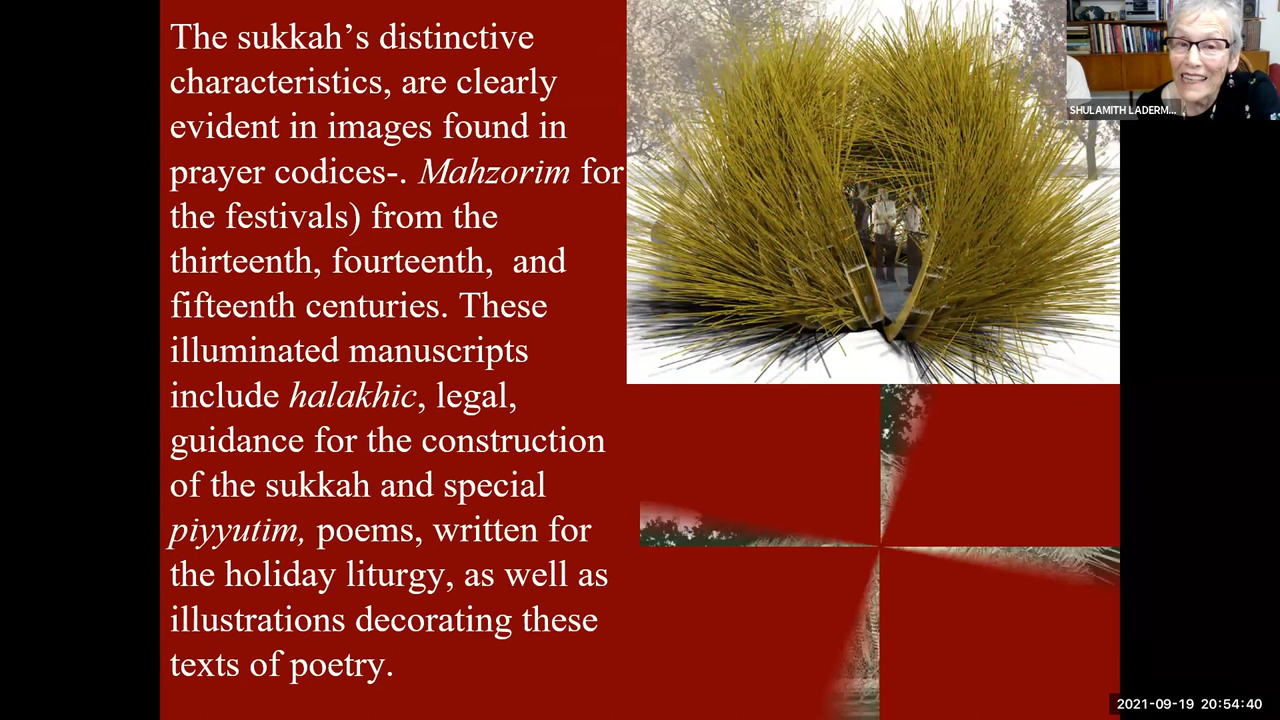 The sukkah’s distinctive
characteristics, are clearly
evident in images found in
prayer codices-. Mahzorim for
the festivals) from the
thirteenth, fourteenth,  and
fifteenth centuries. These
illuminated manuscripts
include halakhic, legal,
guidance for the construction
of the sukkah and special
piyyutim, poems, written for
the holiday liturgy, as well as
illustrations decorating these
texts of poetry.
SHULAMITH LADERM...
2021-09-19 20:54:40